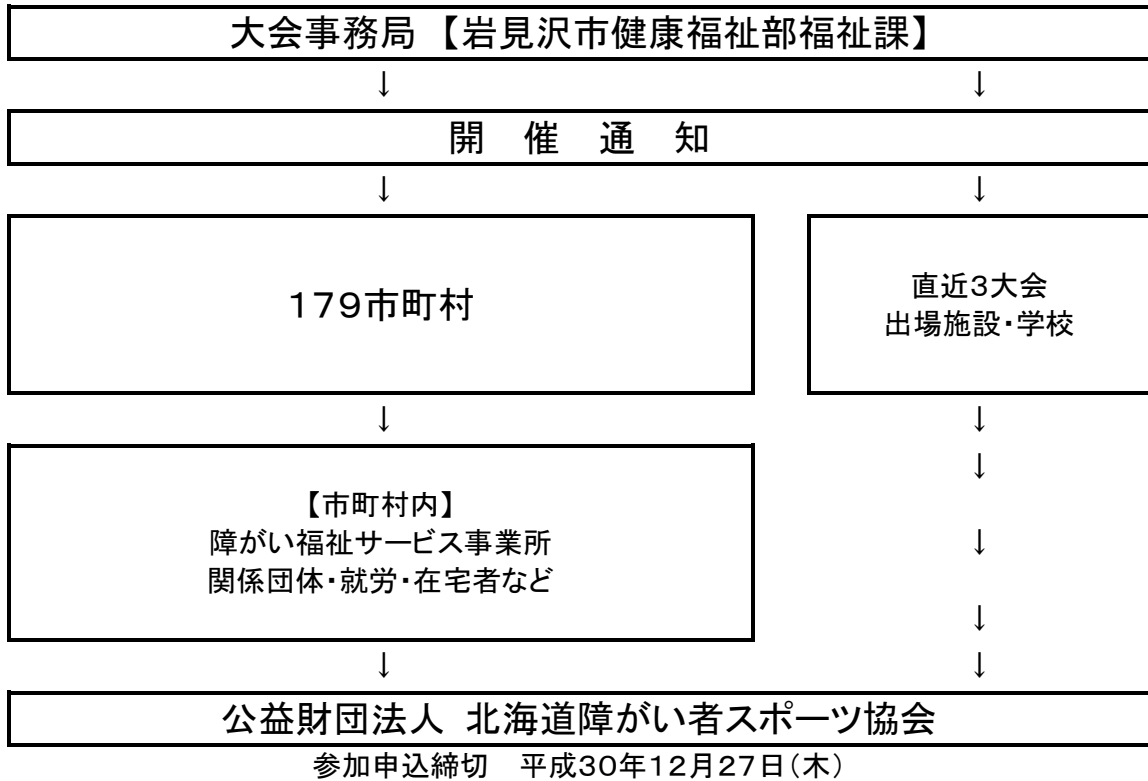 大会事務局 【岩見沢市健康福祉部福祉課】
↓ ↓
開 催 通 知
↓ ↓
179市町村
直近3大会
出場施設・学校
↓ ↓
↓
【市町村内】
障がい福祉サービス事業所
関係団体・就労・在宅者など
↓
↓
↓ ↓
公益財団法人 北海道障がい者スポーツ協会
参加申込締切 平成30年12月27日(木)